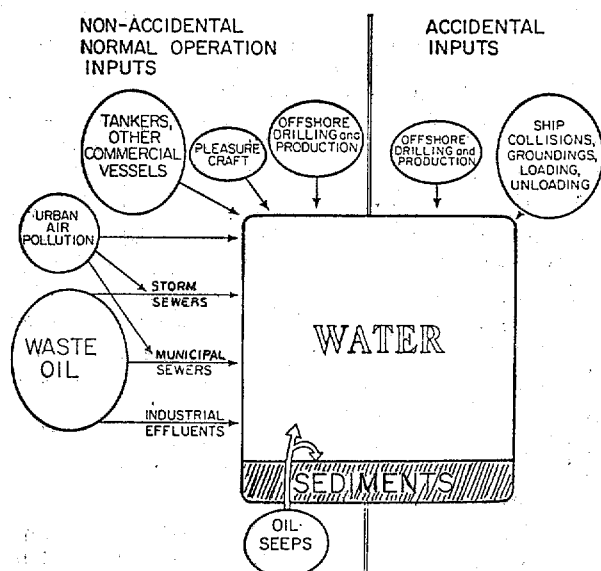 NON-ACCIDENTAL
NORMAL OPERATION
INPUTS
ACCIDENTAL
INPUTS
TANKERS,
OTHER
COMMERCIAL
VESSELS
PLEASURE
CRAFT
OFFSHORE
DRILLING and
PRODUCTION
OFFSHORE
DRILLING and
PRODUCTION
SHIP
COLLISIONS,
GROUNDINGS,
LOADING,
UNLOADING
URBAN
AIR
POLLUTION
STORM
SEWERS
WASTE
OIL
MUNICIPAL
SEWERS
INDUSTRIAL
EFFLUENTS
WATER
SEDIMENTS
OIL
SEEPS